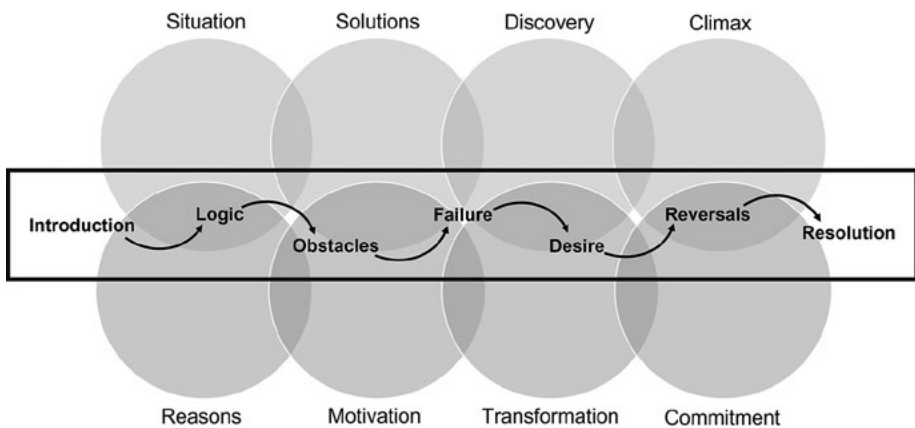 Situation
Solutions
Discovery
Climax
Introduction
Logic
Obstacles
Failure
Desire
Reversals
Resolution
Reasons
Motivation
Transformation
Commitment